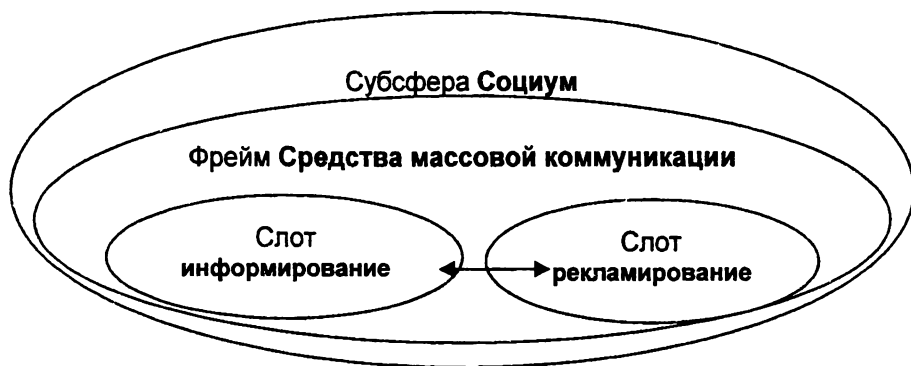 Субсфера Социум
Фрейм Средства массовой коммуникации
Слот
информирование
Слот
рекламирование